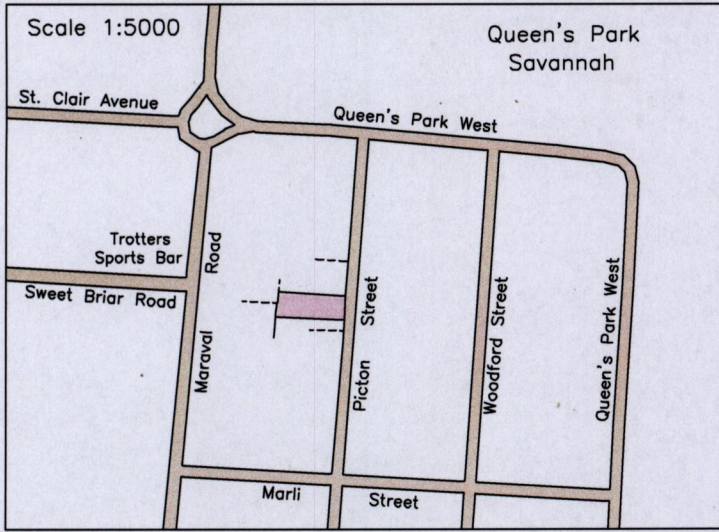 Scale 1:5000
Queen's Park
Savannah
St. Clair Avenue
Queen's Park West
Trotters
Sports Bar
Road
Sweet Briar Road
Maraval
Street
Picton
Woodford Street
Queen's Park West
Marli
Street